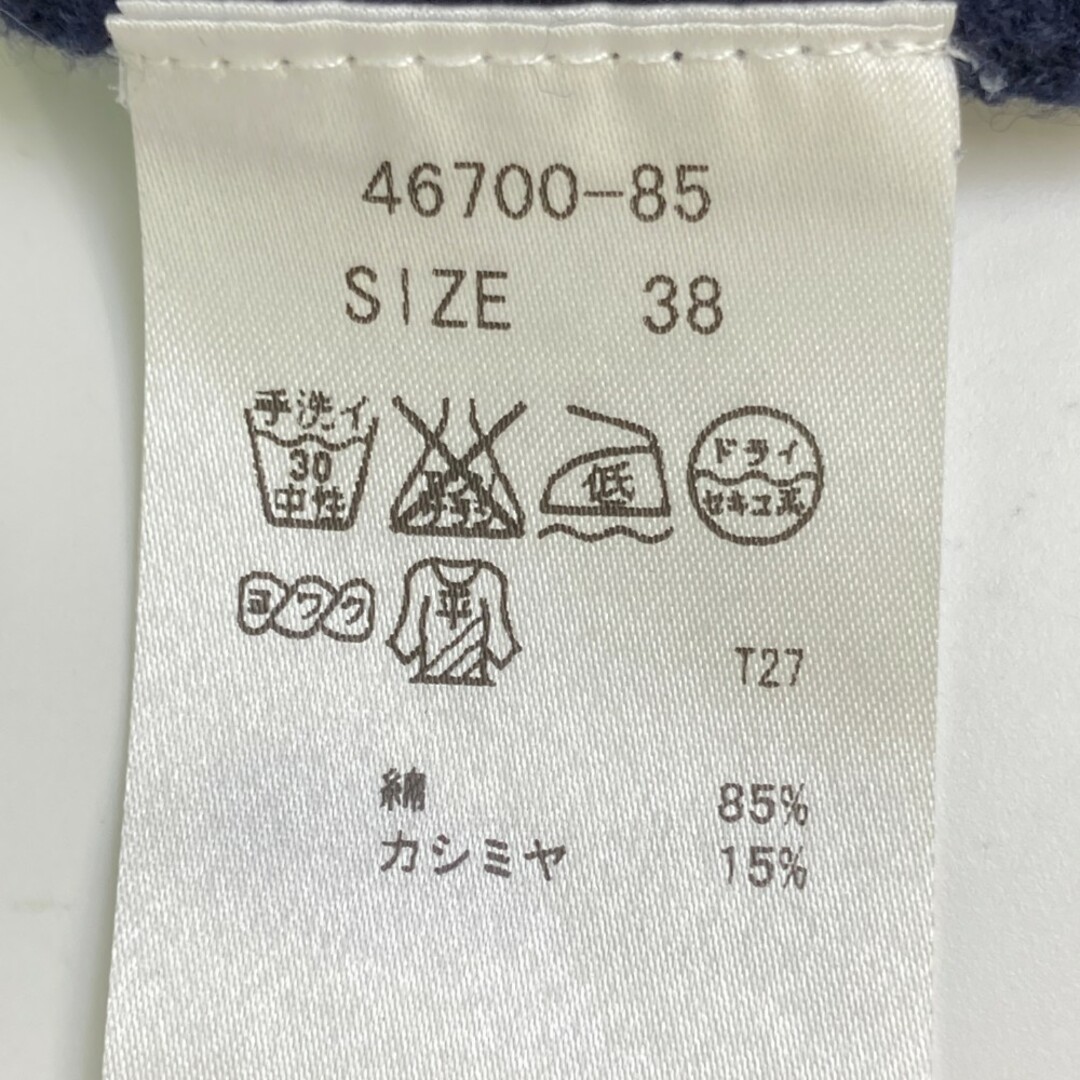 46700-85
SIZE 38
手洗イ
30
中性
低
ドライ
セキユ系
ヨワク
平
T27
綿 85%
カシミヤ 15%